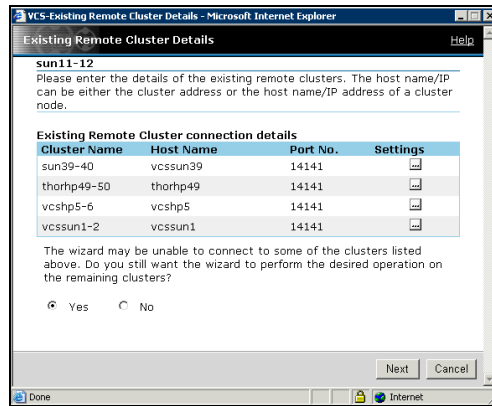 VCS-Existing Remote Cluster Details - Microsoft Internet Explorer
Existing Remote Cluster Details Help
sun11-12
Please enter the details of the existing remote clusters. The host name/IP
can be either the cluster address or the host name/IP address of a cluster
node.
Existing Remote Cluster connection details
Cluster Name Host Name Port No. Settings
sun39-40 vcssun39 14141 ...
thorhp49-50 thorhp49 14141 ...
vcshp5-6 vcshp5 14141 ...
vcssun1-2 vcssun1 14141 ...
The wizard may be unable to connect to some of the clusters listed
above. Do you still want the wizard to perform the desired operation on
the remaining clusters?
Yes No
Next Cancel
Done Internet